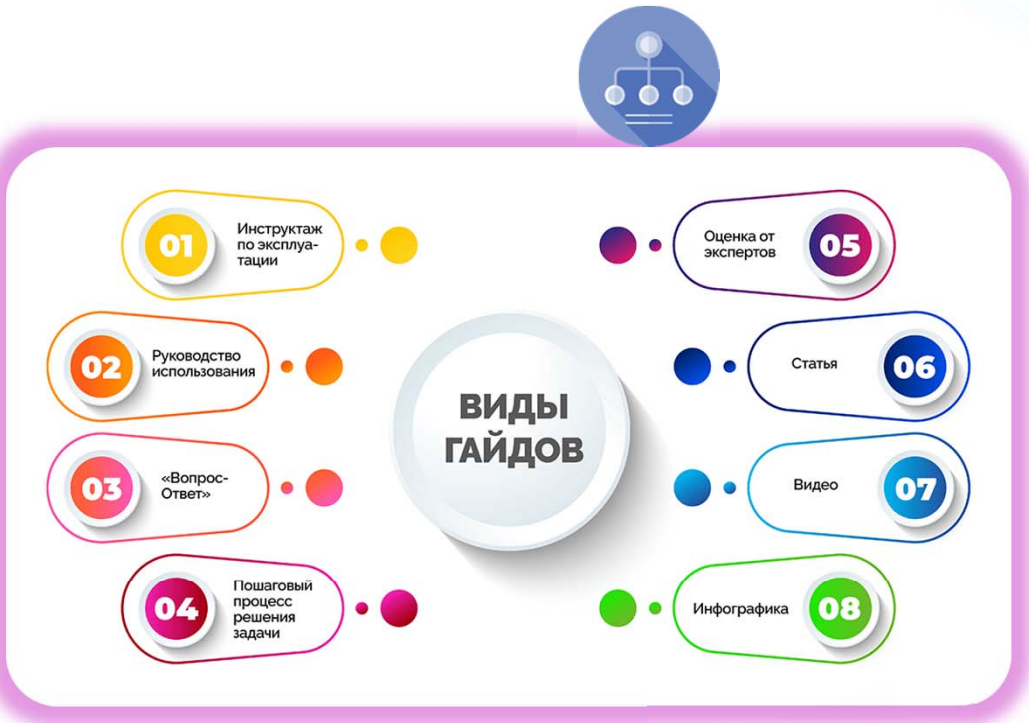 01
Инструктаж
по эксплуа-
тации
02
Руководство
использования
03
«Вопрос-
Ответ»
04
Пошаговый
процесс
решения
задачи
ВИДЫ
ГАЙДОВ
Оценка от
экспертов
05
Статья
06
Видео
07
Инфографика
08